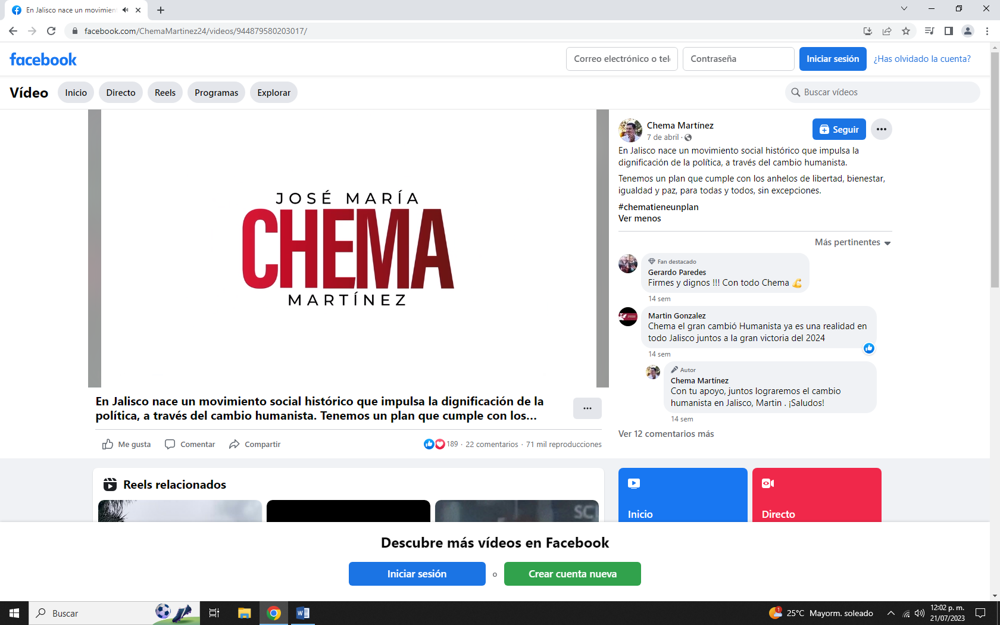 En Jalisco nace un movimien
facebook.com/ChemaMartinez24/videos/944879580203017/
facebook
Correo electrónico o tel
Contraseña
Iniciar sesión
¿Has olvidado la cuenta?
Vídeo
Inicio
Directo
Reels
Programas
Explorar
Buscar vídeos
JOSÉ MARÍA
CHEMA
MARTÍNEZ
En Jalisco nace un movimiento social histórico que impulsa la dignificación de la
política, a través del cambio humanista. Tenemos un plan que cumple con los...
Me gusta
Comentar
Compartir
189 · 22 comentarios · 71 mil reproducciones
Chema Martínez
7 de abril ·
Seguir
En Jalisco nace un movimiento social histórico que impulsa la
dignificación de la política, a través del cambio humanista.
Tenemos un plan que cumple con los anhelos de libertad, bienestar,
igualdad y paz, para todas y todos, sin excepciones.
#chematieneunplan
Ver menos
Más pertinentes
Fan destacado
Gerardo Paredes
Firmes y dignos !!! Con todo Chema 💪
14 sem
Martin Gonzalez
Chema el gran cambió Humanista ya es una realidad en
todo Jalisco juntos a la gran victoria del 2024
14 sem
Autor
Chema Martínez
Con tu apoyo, juntos lograremos el cambio
humanista en Jalisco, Martin . ¡Saludos!
14 sem
Ver 12 comentarios más
Reels relacionados
SC
Inicio
Directo
Descubre más vídeos en Facebook
Iniciar sesión
o
Crear cuenta nueva
Buscar
1
25°C Mayorm. soleado
12:02 p. m.
21/07/2023